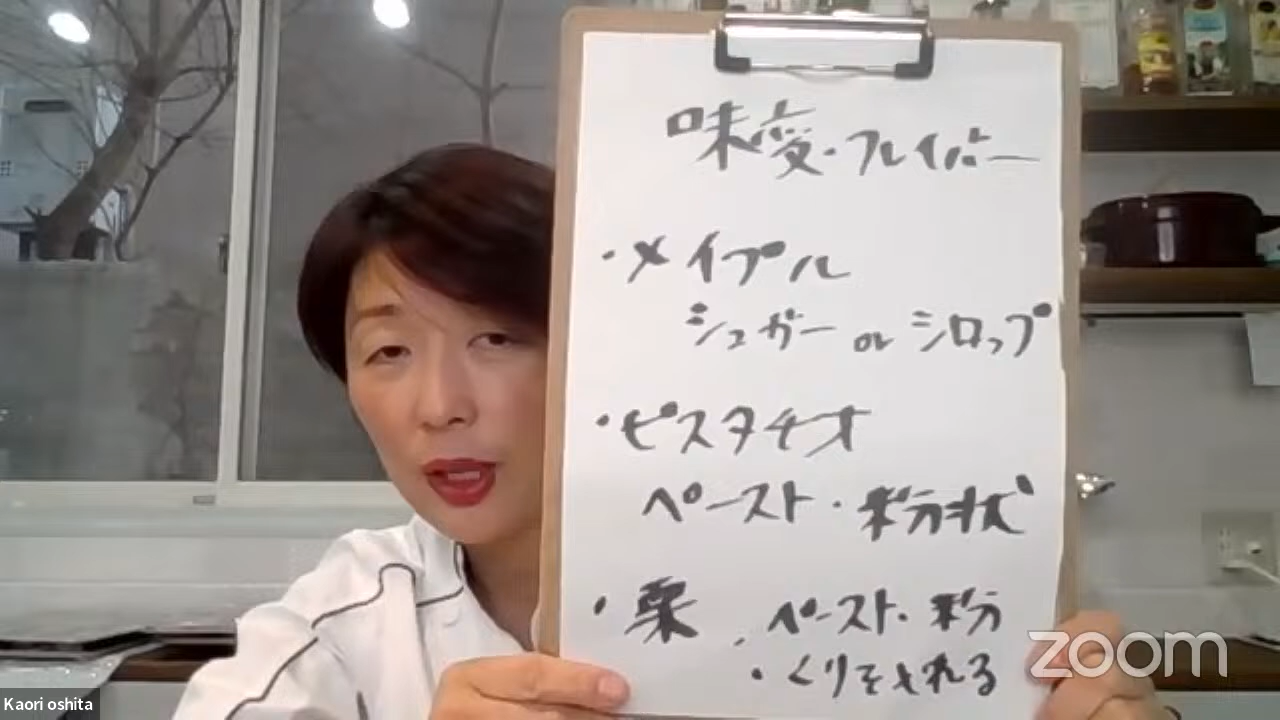 味変・フレイバー
・メイプル
シュガー or シロップ
・ピスタチオ
ペースト・粉状
・栗 ・ペースト・粉
・くりを入れる
zoom
Kaori oshita